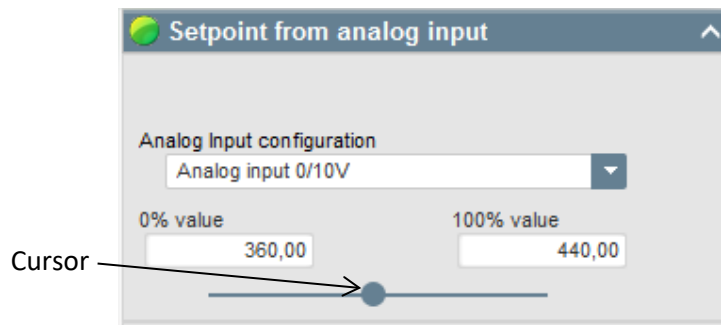 Setpoint from analog input
Analog Input configuration
Analog input 0/10V
0% value 100% value
360,00 440,00
Cursor